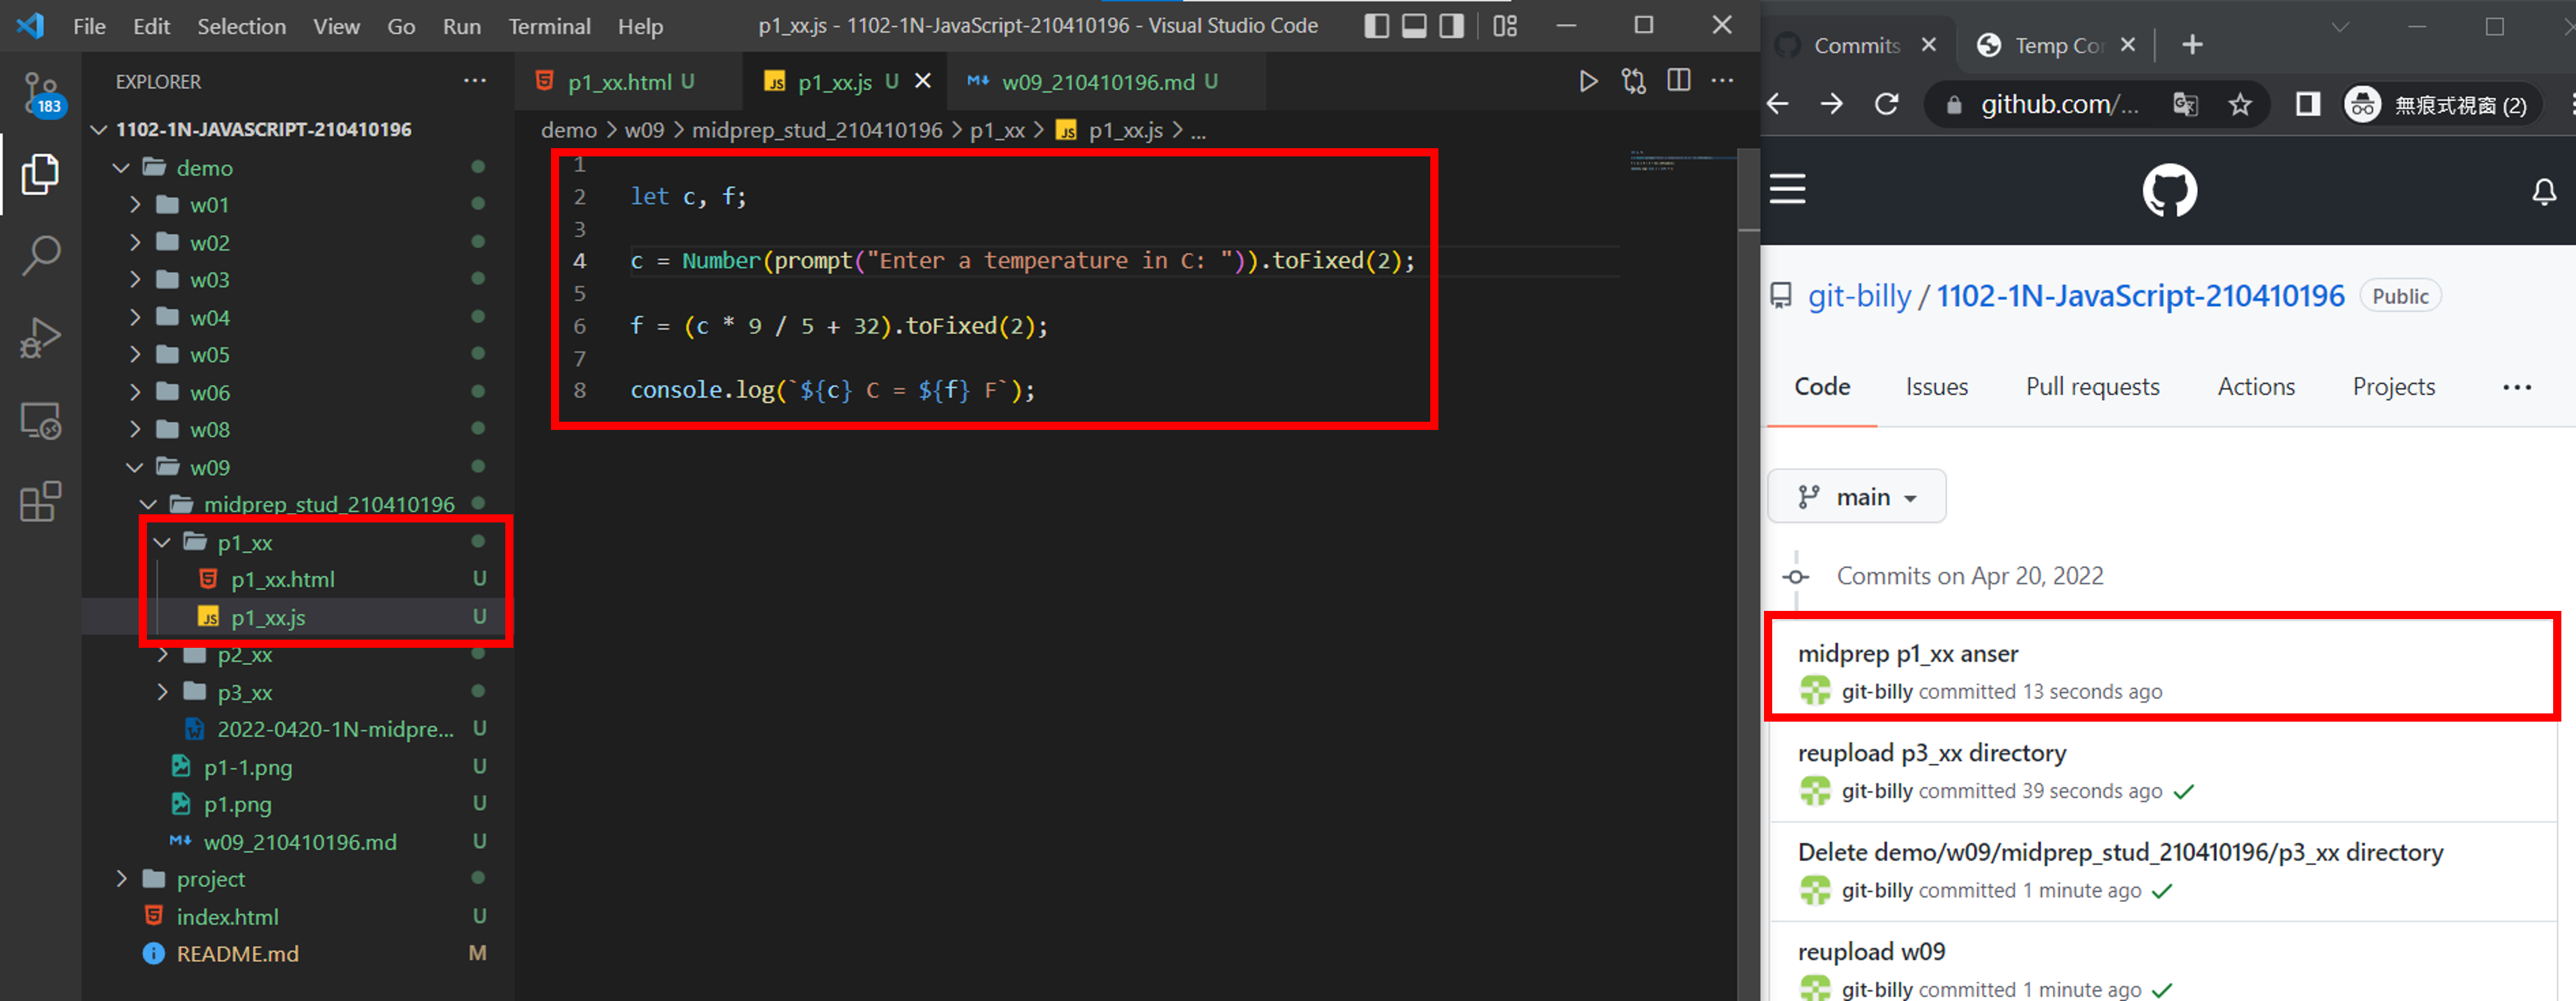 File Edit Selection View Go Run Terminal Help
p1_xx.js - 1102-1N-JavaScript-210410196 - Visual Studio Code
183
EXPLORER
1102-1N-JAVASCRIPT-210410196
demo
w01
w02
w03
w04
w05
w06
w08
w09
midprep_stud_210410196
p1_xx
p1_xx.html U
p1_xx.js U
p2_xx
p3_xx
2022-0420-1N-midpre... U
p1-1.png U
p1.png U
w09_210410196.md U
project
index.html U
README.md M
p1_xx.html U
p1_xx.js U
w09_210410196.md U
demo > w09 > midprep_stud_210410196 > p1_xx > JS p1_xx.js > ...
1
2 let c, f;
3
4 c = Number(prompt("Enter a temperature in C: ")).toFixed(2);
5
6 f = (c * 9 / 5 + 32).toFixed(2);
7
8 console.log(`${c} C = ${f} F`);
Commits
Temp Co
github.com/...
無痕式視窗 (2)
git-billy / 1102-1N-JavaScript-210410196 Public
Code Issues Pull requests Actions Projects ...
main
Commits on Apr 20, 2022
midprep p1_xx anser
git-billy committed 13 seconds ago
reupload p3_xx directory
git-billy committed 39 seconds ago
Delete demo/w09/midprep_stud_210410196/p3_xx directory
git-billy committed 1 minute ago
reupload w09
git-billy committed 1 minute ago